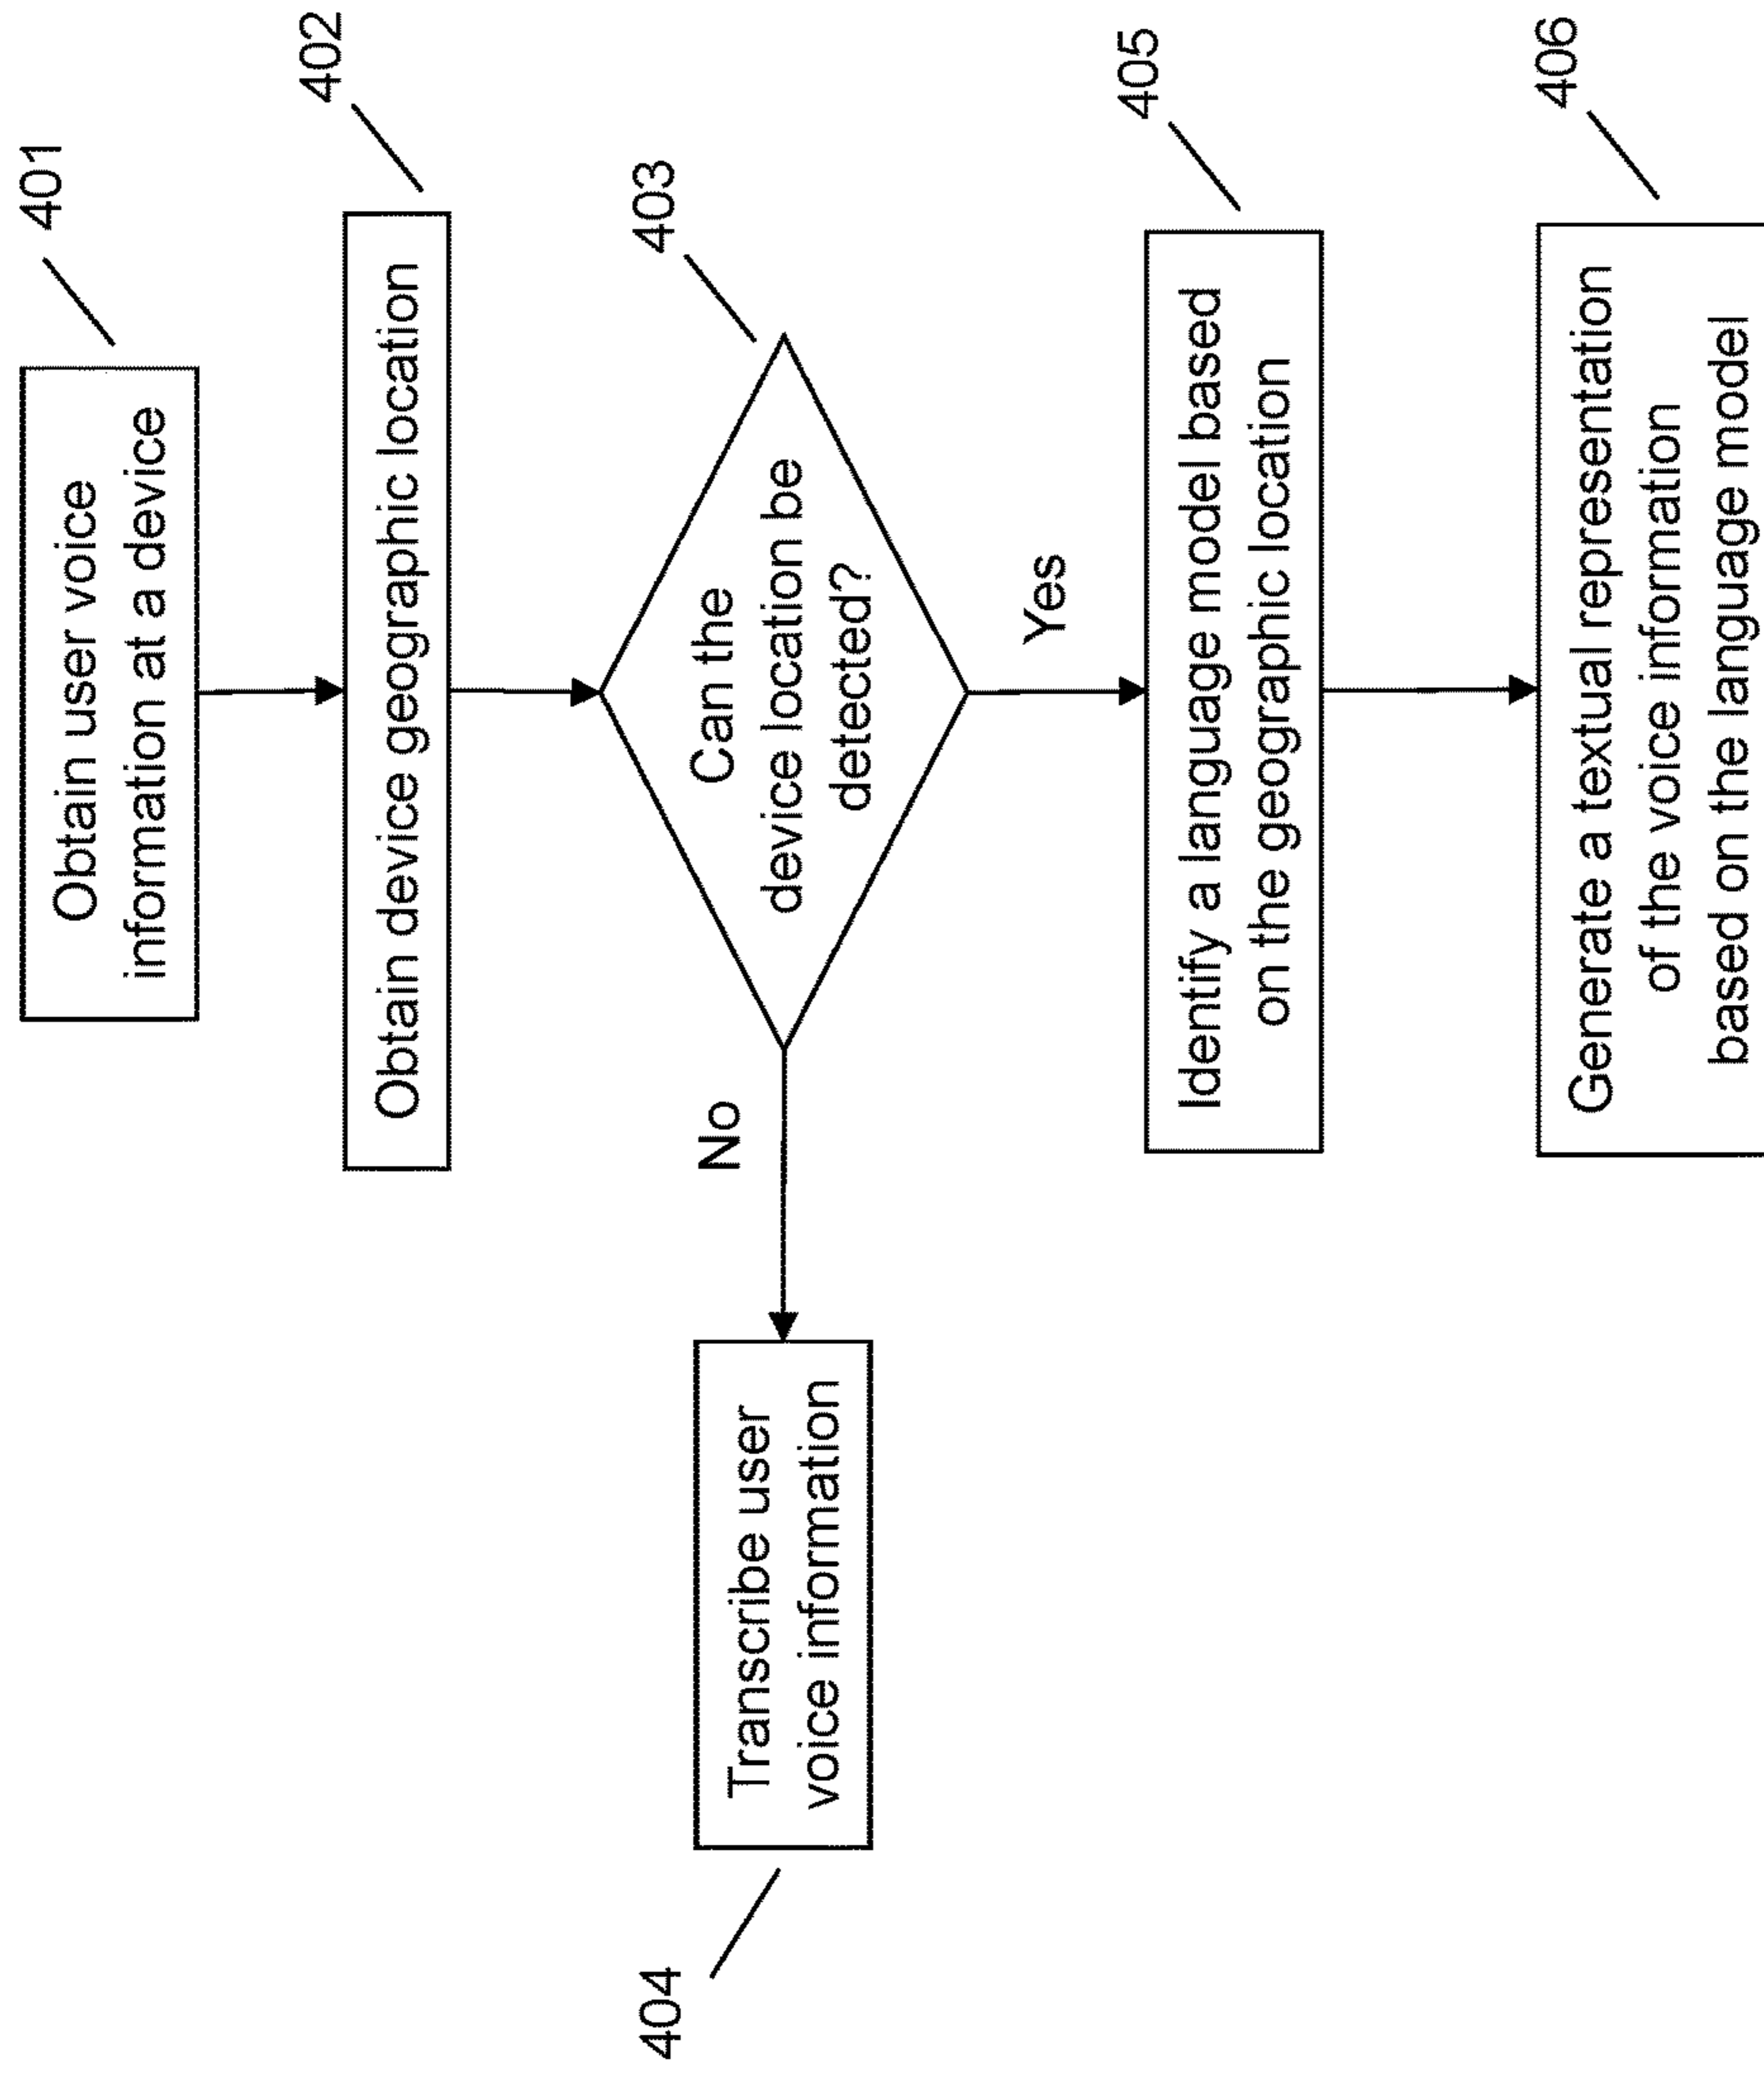 401
Obtain user voice
information at a device
402
Obtain device geographic location
403
Can the
device location be
detected?
No
Yes
404
Transcribe user
voice information
405
Identify a language model based
on the geographic location
406
Generate a textual representation
of the voice information
based on the language model